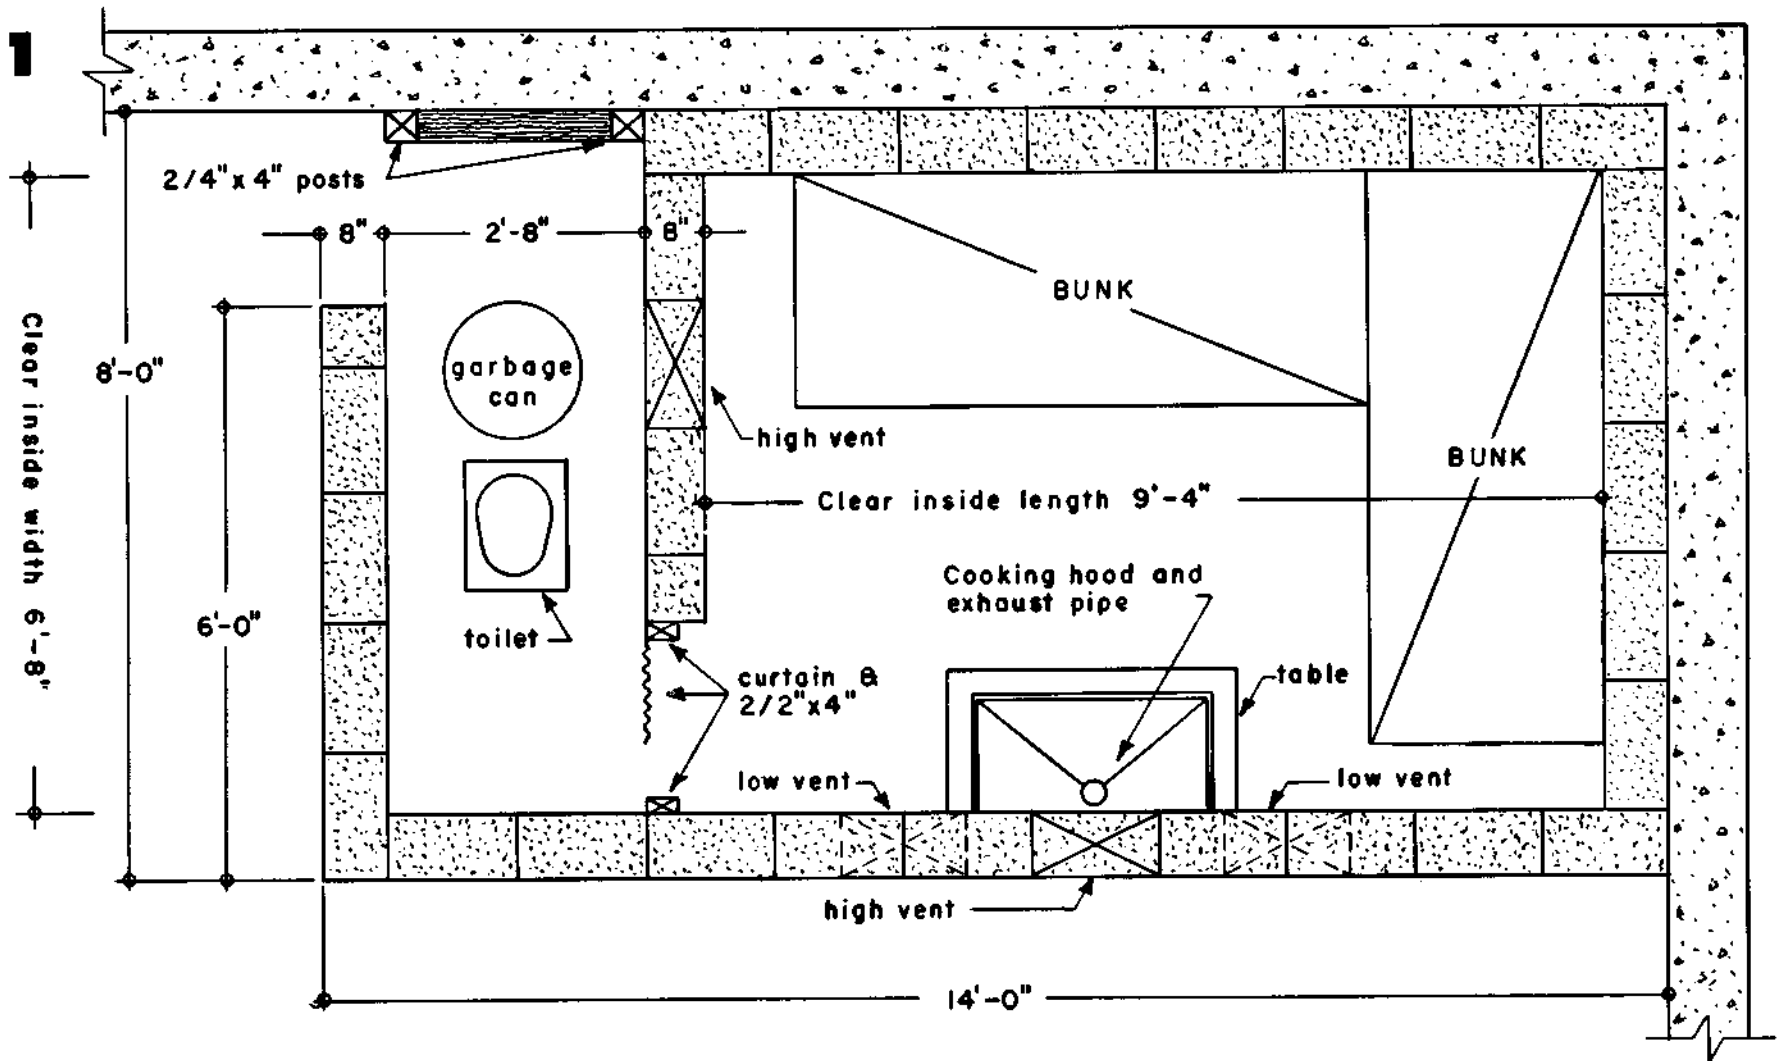 1
2/4"x 4" posts
8"
2'-8"
8"
BUNK
Clear inside width 6'-8"
8'-0"
garbage
can
high vent
BUNK
Clear inside length 9'-4"
Cooking hood and
exhaust pipe
6'-0"
toilet
curtain &
2/2"x4"
table
low vent
low vent
high vent
14'-0"